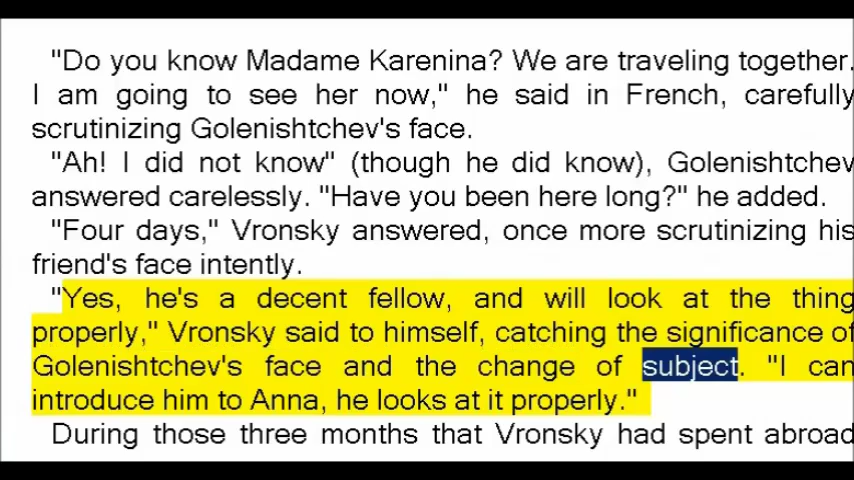 "Do you know Madame Karenina? We are traveling together.
I am going to see her now," he said in French, carefully
scrutinizing Golenishtchev's face.
"Ah! I did not know" (though he did know), Golenishtchev
answered carelessly. "Have you been here long?" he added.
"Four days," Vronsky answered, once more scrutinizing his
friend's face intently.
"Yes, he's a decent fellow, and will look at the thing
properly," Vronsky said to himself, catching the significance of
Golenishtchev's face and the change of subject. "I can
introduce him to Anna, he looks at it properly."
During those three months that Vronsky had spent abroad